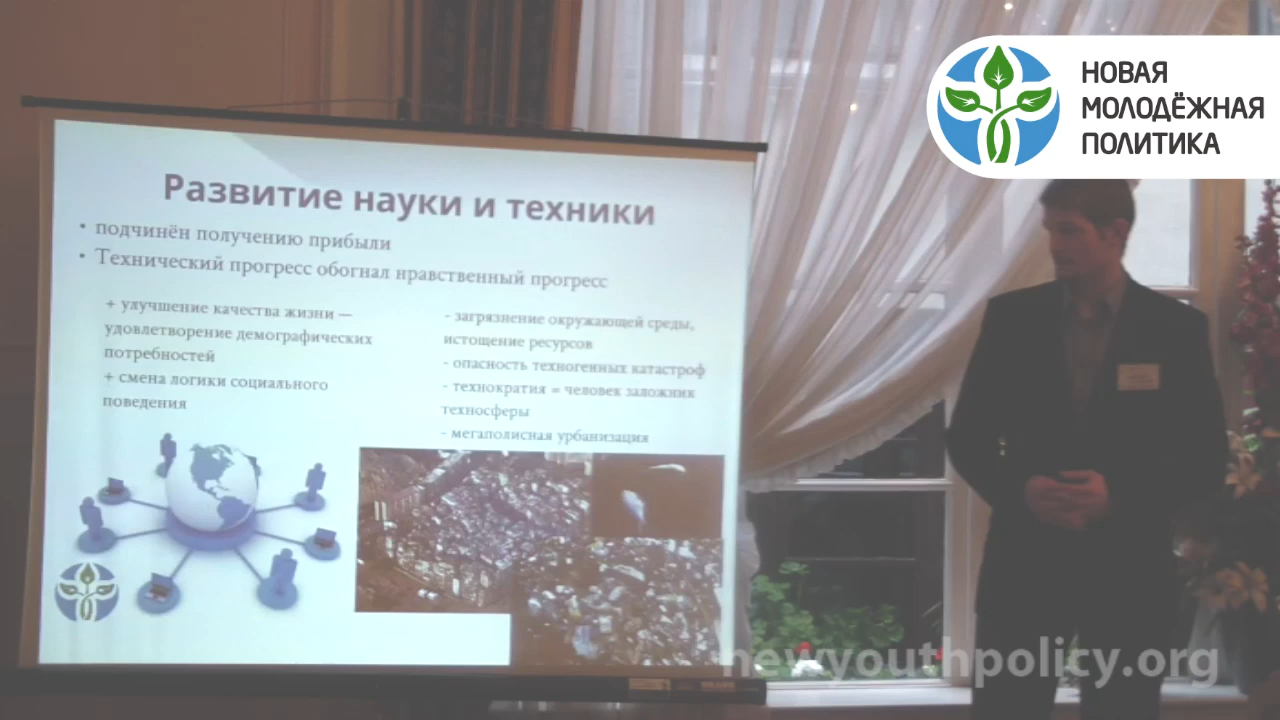 НОВАЯ
МОЛОДЁЖНАЯ
ПОЛИТИКА
Развитие науки и техники
• подчинён получению прибыли
• Технический прогресс обогнал нравственный прогресс
+ улучшение качества жизни —
удовлетворение демографических
потребностей
+ смена логики социального
поведения
- загрязнение окружающей среды,
истощение ресурсов
- опасность техногенных катастроф
- технократия = человек заложник
техносферы
- мегаполисная урбанизация
newyouthpolicy.org